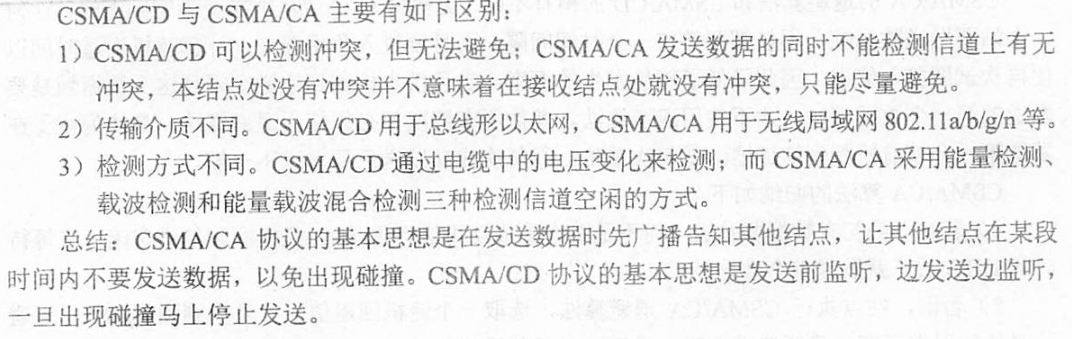 CSMA/CD 与 CSMA/CA 主要有如下区别：
1）CSMA/CD 可以检测冲突，但无法避免；CSMA/CA 发送数据的同时不能检测信道上有无
冲突，本结点处没有冲突并不意味着在接收结点处就没有冲突，只能尽量避免。
2）传输介质不同。CSMA/CD 用于总线形以太网，CSMA/CA 用于无线局域网 802.11a/b/g/n 等。
3）检测方式不同。CSMA/CD 通过电缆中的电压变化来检测；而 CSMA/CA 采用能量检测、
载波检测和能量载波混合检测三种检测信道空闲的方式。
总结：CSMA/CA 协议的基本思想是在发送数据时先广播告知其他结点，让其他结点在某段
时间内不要发送数据，以免出现碰撞。CSMA/CD 协议的基本思想是发送前监听，边发送边监听，
一旦出现碰撞马上停止发送。